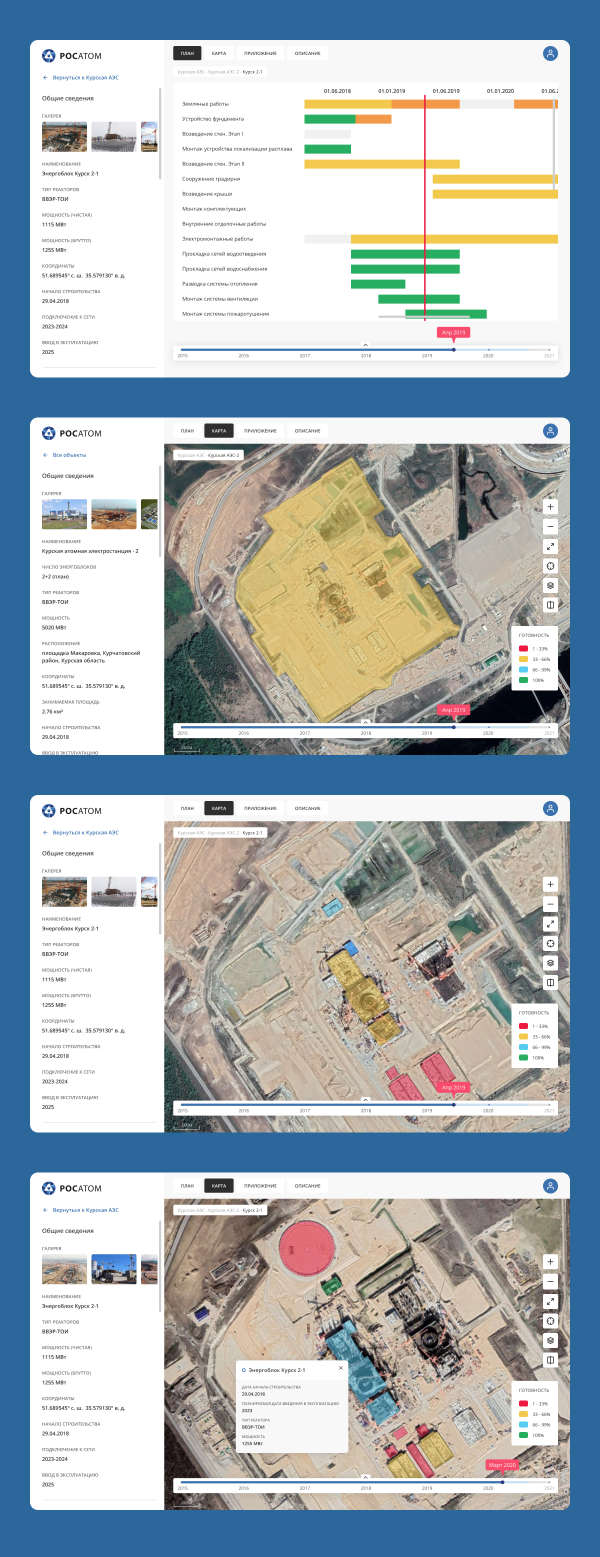 РОСАТОМ
Вернуться к Курская АЭС
Общие сведения
ГАЛЕРЕЯ
НАИМЕНОВАНИЕ
Энергоблок Курск 2-1
ТИП РЕАКТОРОВ
ВВЭР-ТОИ
МОЩНОСТЬ (ЧИСТАЯ)
1115 МВт
МОЩНОСТЬ (БРУТТО)
1255 МВт
КООРДИНАТЫ
51.689545° с. ш. 35.579130° в. д.
НАЧАЛО СТРОИТЕЛЬСТВА
29.04.2018
ПОДКЛЮЧЕНИЕ К СЕТИ
2023-2024
ВВОД В ЭКСПЛУАТАЦИЮ
2025
ПЛАН КАРТА ПРИЛОЖЕНИЕ ОПИСАНИЕ
Курская АЭС · Курская АЭС-2 · Курск 2-1
01.06.2018 01.01.2019 01.06.2019 01.01.2020 01.06.2
Земляные работы
Устройство фундамента
Возведение стен. Этап I
Монтаж устройства локализации расплава
Возведение стен. Этап II
Сооружение градирни
Возведение крыши
Монтаж комплектующих
Внутренние отделочные работы
Электромонтажные работы
Прокладка сетей водоотведения
Прокладка сетей водоснабжения
Разводка системы отопления
Монтаж системы вентиляции
Монтаж системы пожаротушения
Апр 2019
2015 2016 2017 2018 2019 2020 2021
РОСАТОМ
Все объекты
Общие сведения
ГАЛЕРЕЯ
НАИМЕНОВАНИЕ
Курская атомная электростанция - 2
ЧИСЛО ЭНЕРГОБЛОКОВ
2+2 (план)
ТИП РЕАКТОРОВ
ВВЭР-ТОИ
МОЩНОСТЬ
5020 МВт
РАСПОЛОЖЕНИЕ
площадка Макаровка, Курчатовский
район, Курская область
КООРДИНАТЫ
51.689545° с. ш. 35.579130° в. д.
ЗАНИМАЕМАЯ ПЛОЩАДЬ
2,76 км²
НАЧАЛО СТРОИТЕЛЬСТВА
29.04.2018
ВВОД В ЭКСПЛУАТАЦИЮ
ПЛАН КАРТА ПРИЛОЖЕНИЕ ОПИСАНИЕ
Курская АЭС · Курская АЭС-2
ГОТОВНОСТЬ
1 - 33%
33 - 66%
66 - 99%
100%
Апр 2019
2015 2016 2017 2018 2019 2020 2021
РОСАТОМ
Вернуться к Курская АЭС
Общие сведения
ГАЛЕРЕЯ
НАИМЕНОВАНИЕ
Энергоблок Курск 2-1
ТИП РЕАКТОРОВ
ВВЭР-ТОИ
МОЩНОСТЬ (ЧИСТАЯ)
1115 МВт
МОЩНОСТЬ (БРУТТО)
1255 МВт
КООРДИНАТЫ
51.689545° с. ш. 35.579130° в. д.
НАЧАЛО СТРОИТЕЛЬСТВА
29.04.2018
ПОДКЛЮЧЕНИЕ К СЕТИ
2023-2024
ВВОД В ЭКСПЛУАТАЦИЮ
2025
ПЛАН КАРТА ПРИЛОЖЕНИЕ ОПИСАНИЕ
Курская АЭС · Курская АЭС-2 · Курск 2-1
ГОТОВНОСТЬ
1 - 33%
33 - 66%
66 - 99%
100%
Апр 2019
2015 2016 2017 2018 2019 2020 2021
РОСАТОМ
Вернуться к Курская АЭС
Общие сведения
ГАЛЕРЕЯ
НАИМЕНОВАНИЕ
Энергоблок Курск 2-1
ТИП РЕАКТОРОВ
ВВЭР-ТОИ
МОЩНОСТЬ (ЧИСТАЯ)
1115 МВт
МОЩНОСТЬ (БРУТТО)
1255 МВт
КООРДИНАТЫ
51.689545° с. ш. 35.579130° в. д.
НАЧАЛО СТРОИТЕЛЬСТВА
29.04.2018
ПОДКЛЮЧЕНИЕ К СЕТИ
2023-2024
ВВОД В ЭКСПЛУАТАЦИЮ
2025
ПЛАН КАРТА ПРИЛОЖЕНИЕ ОПИСАНИЕ
Курская АЭС · Курская АЭС-2 · Курск 2-1
Энергоблок Курск 2-1
ДАТА НАЧАЛА СТРОИТЕЛЬСТВА
29.04.2018
ПЛАНИРУЕМАЯ ДАТА ВВЕДЕНИЯ В ЭКСПЛУАТАЦИЮ
2023
ТИП РЕАКТОРА
ВВЭР-ТОИ
МОЩНОСТЬ
1255 МВт
ГОТОВНОСТЬ
1 - 33%
33 - 66%
66 - 99%
100%
Март 2020
2015 2016 2017 2018 2019 2020 2021